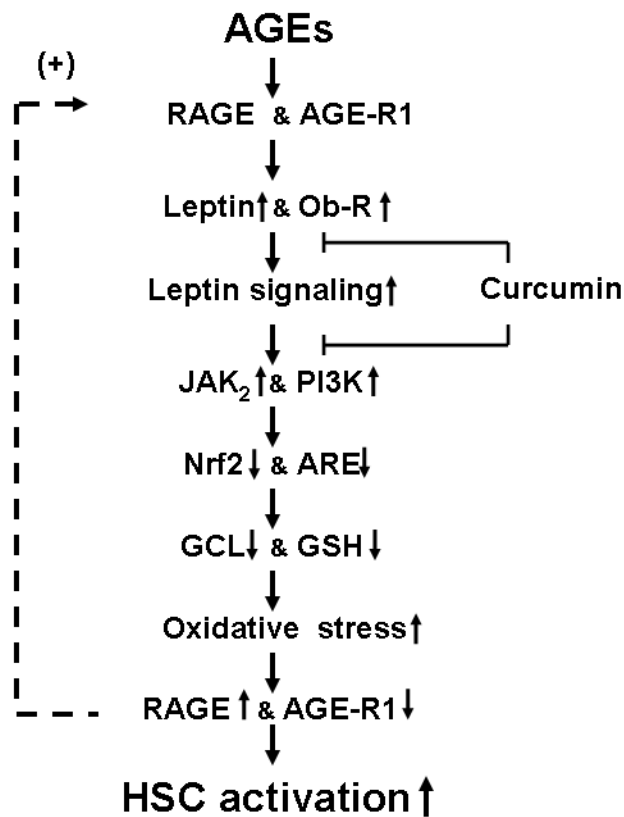 AGEs
(+)
RAGE & AGE-R1
Leptin↑ & Ob-R ↑
Leptin signaling↑
Curcumin
JAK₂ ↑ & PI3K ↑
Nrf2 ↓ & ARE↓
GCL↓ & GSH ↓
Oxidative stress↑
RAGE ↑ & AGE-R1↓
HSC activation↑